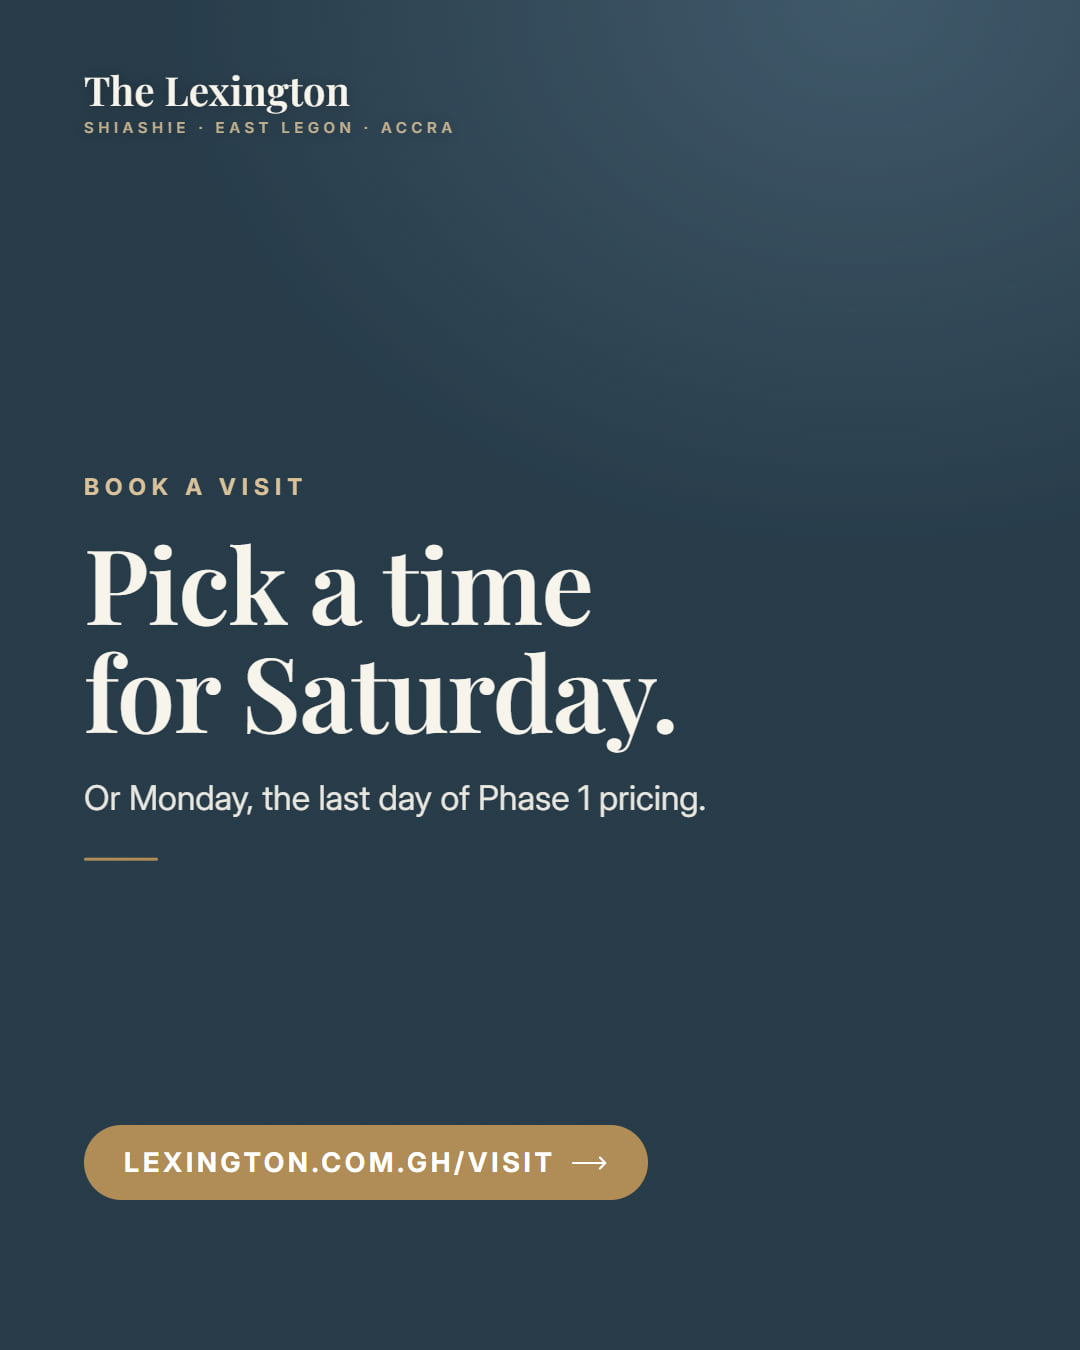 The Lexington
SHIASHIE · EAST LEGON · ACCRA
BOOK A VISIT
Pick a time
for Saturday.
Or Monday, the last day of Phase 1 pricing.
LEXINGTON.COM.GH/VISIT →